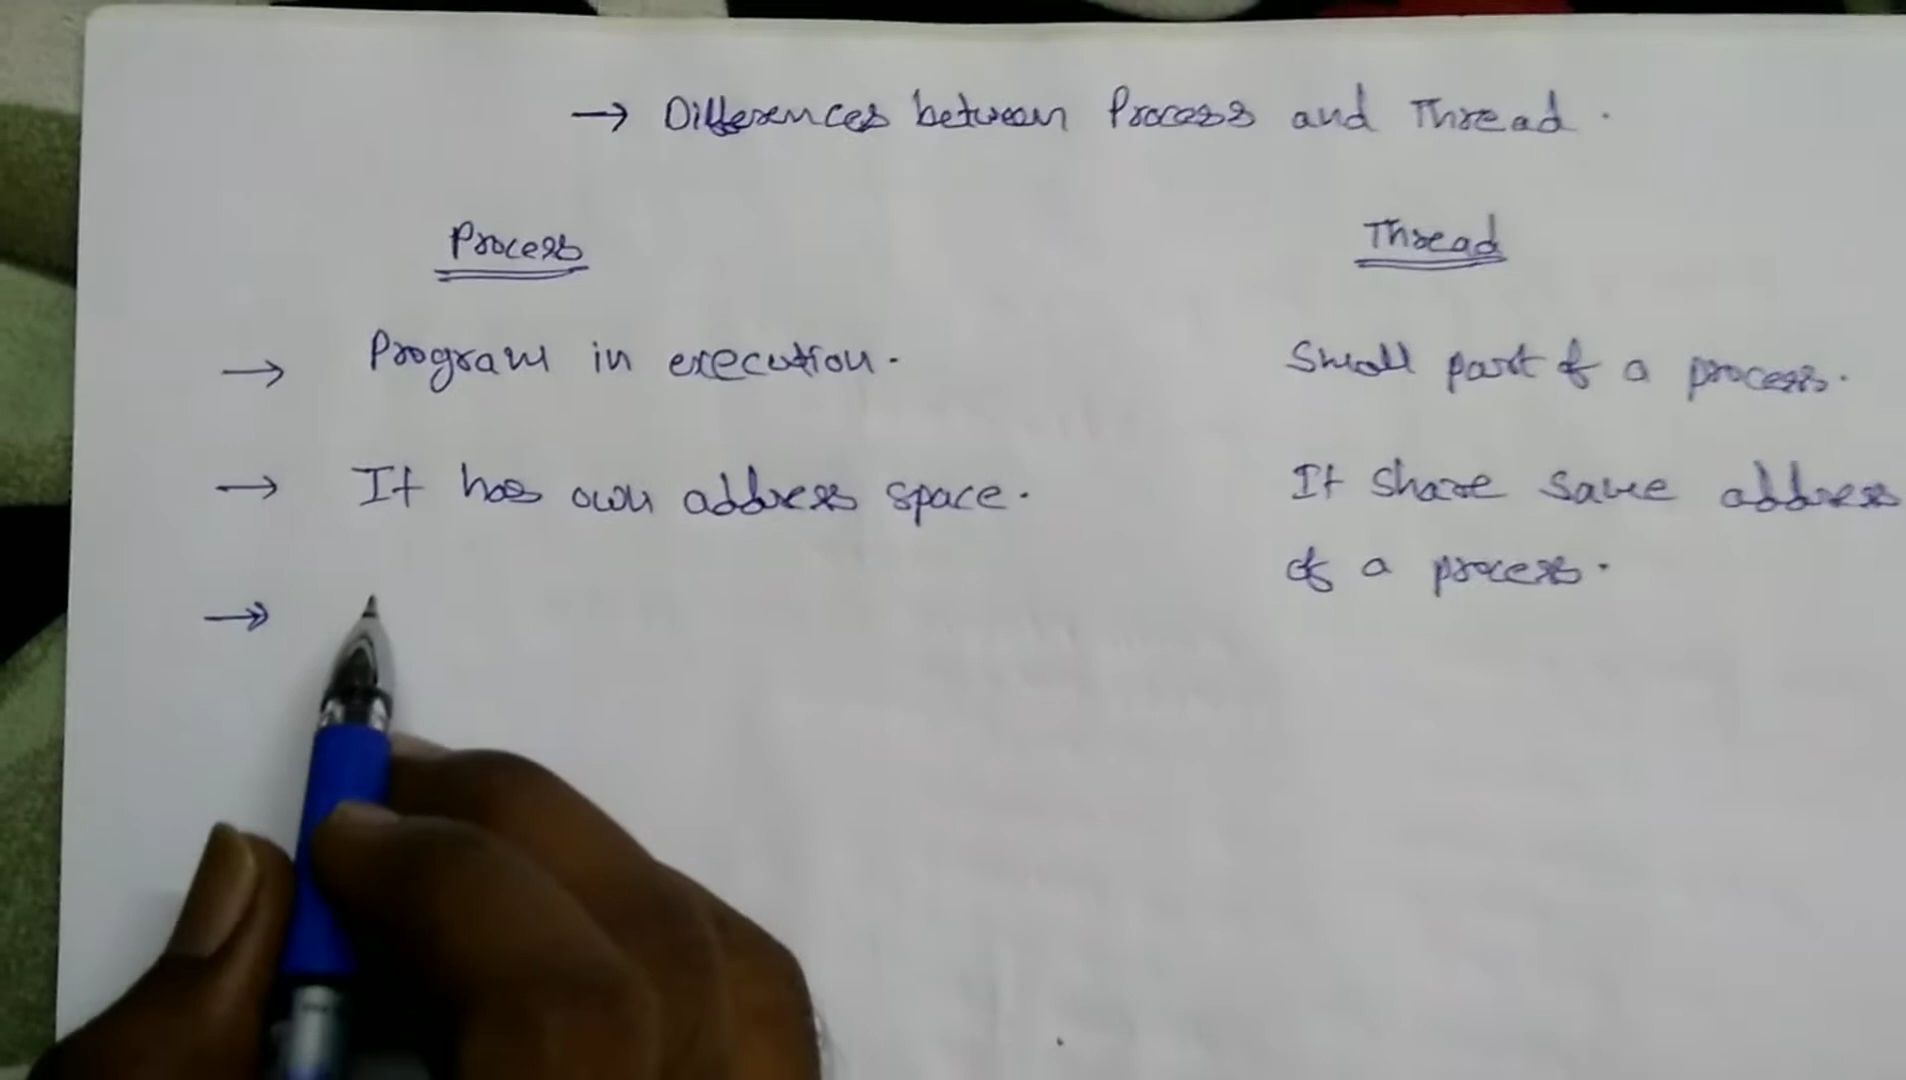 → Differences between Process and Thread.
Process Thread
→ Program in execution. Small part of a process.
→ It has own address space. It share same address
of a process.
→